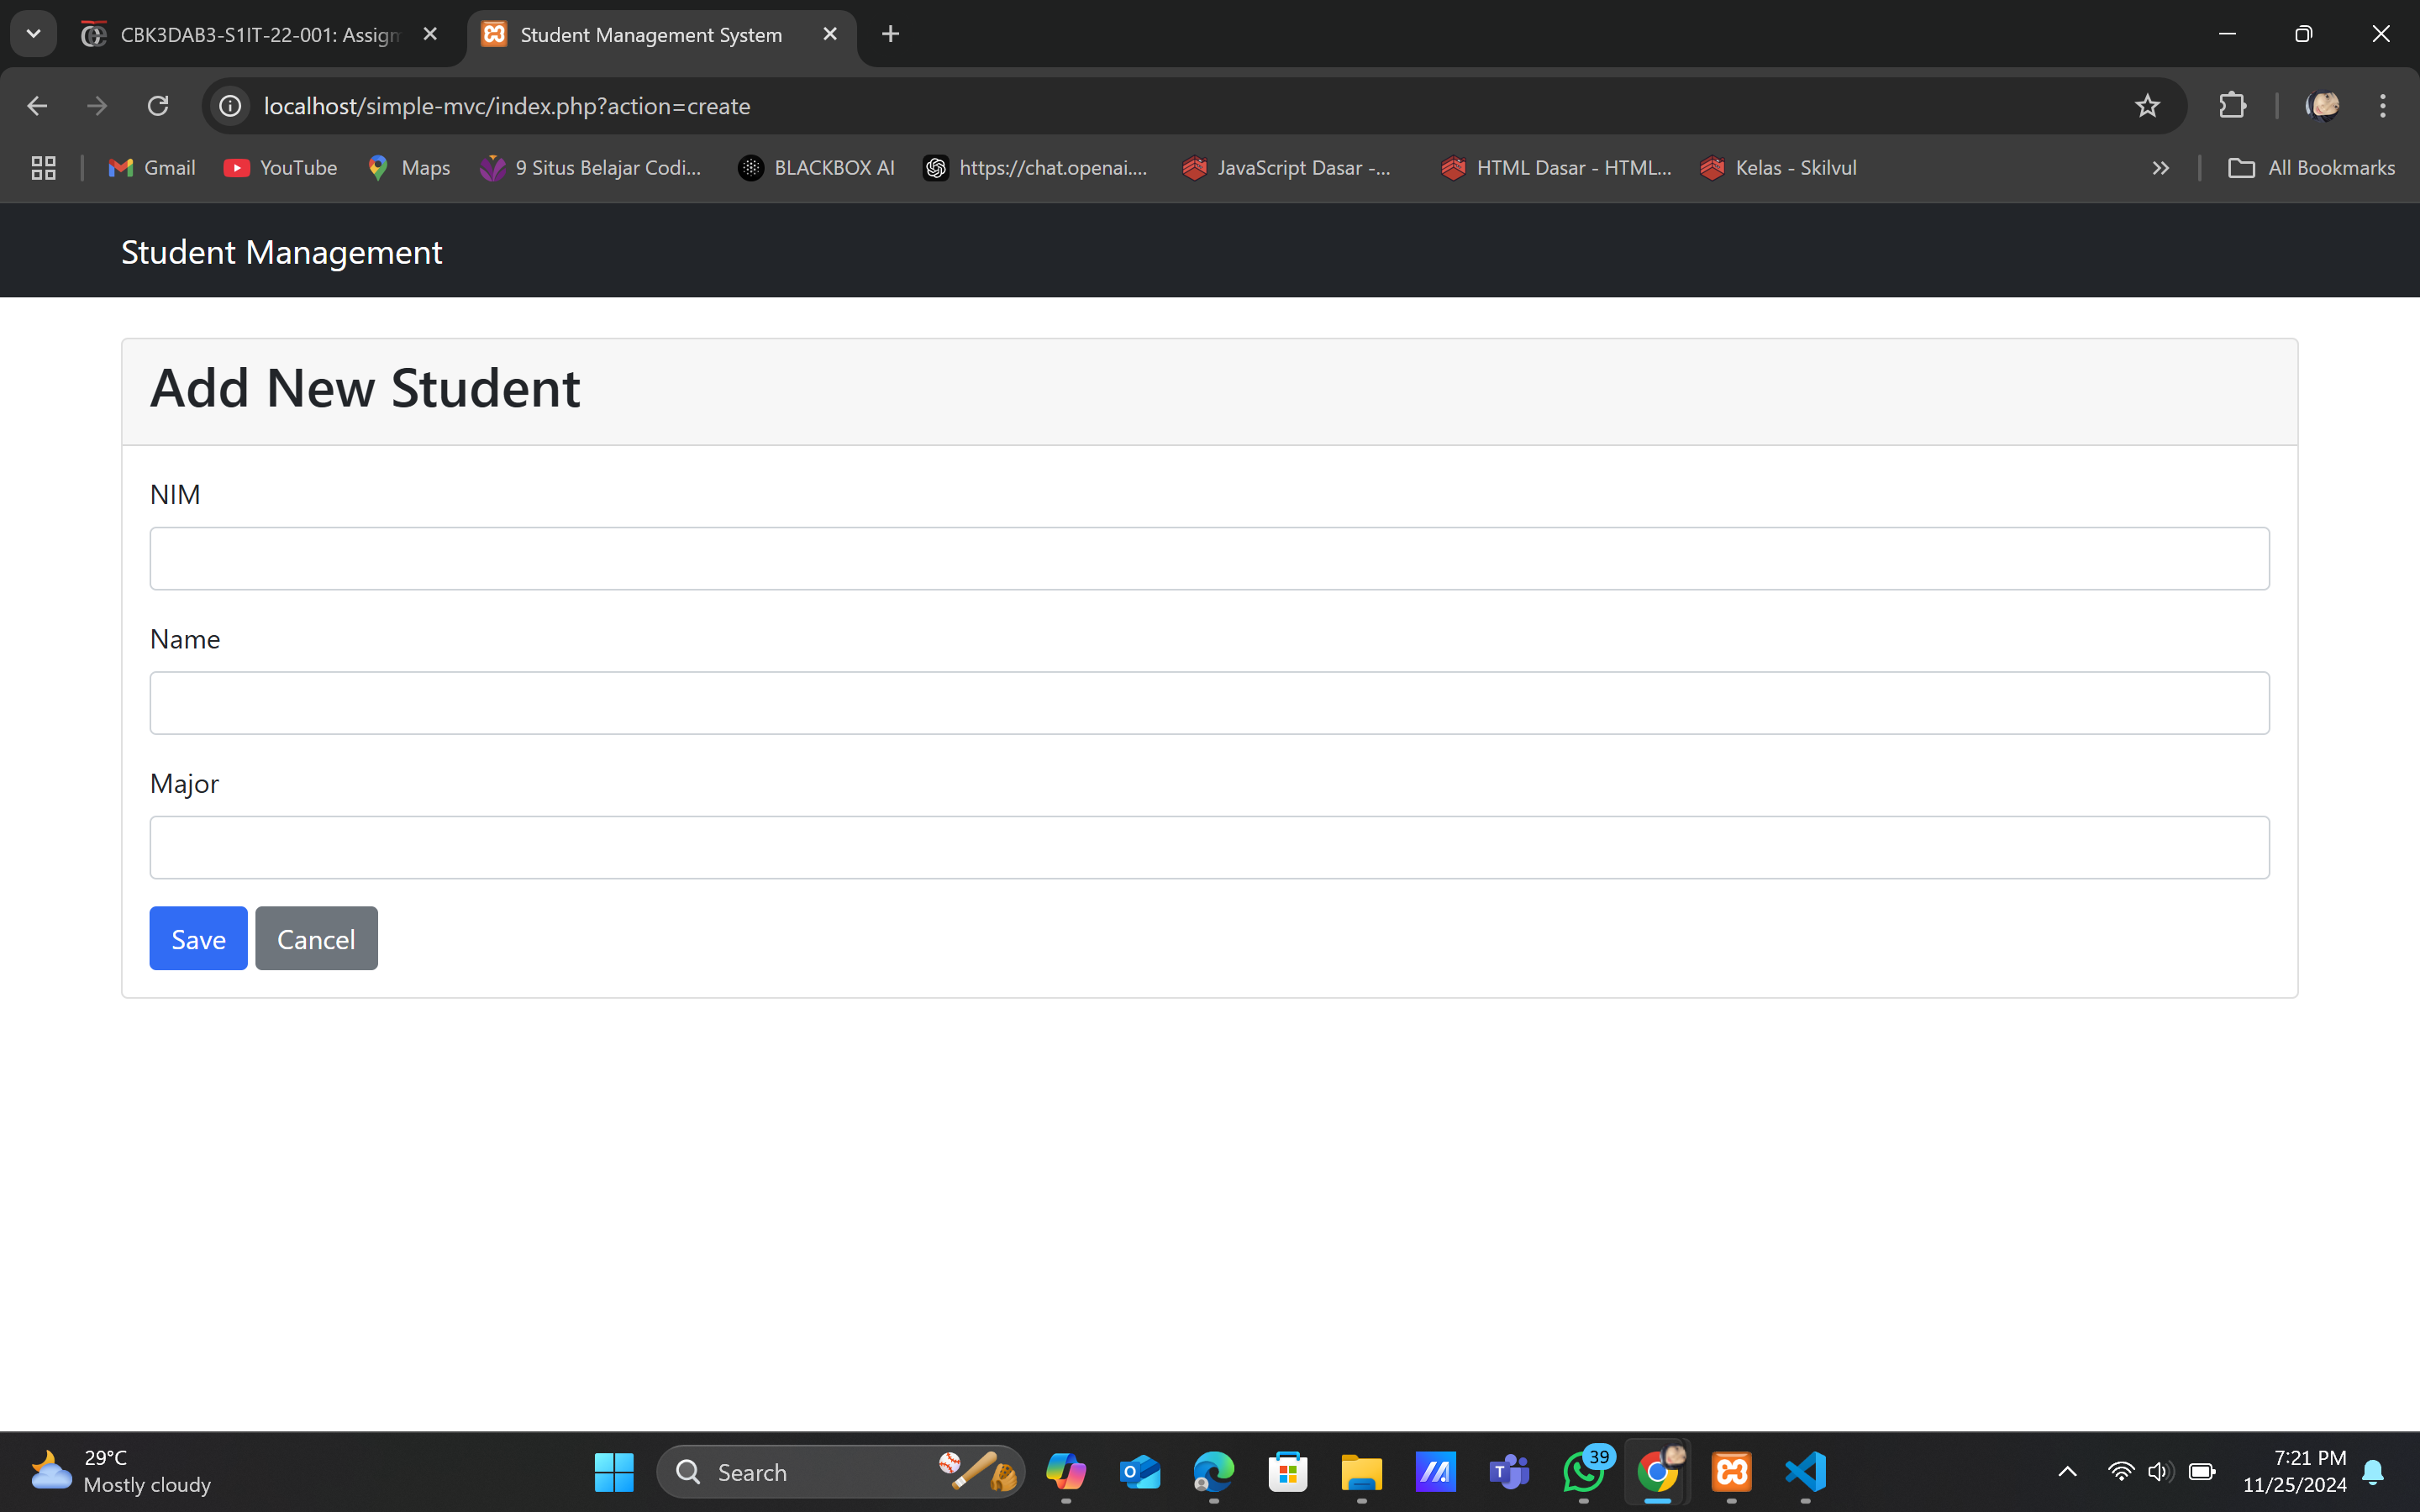 CBK3DAB3-S1IT-22-001: Assigm
Student Management System
localhost/simple-mvc/index.php?action=create
Gmail
YouTube
Maps
9 Situs Belajar Codi...
BLACKBOX AI
https://chat.openai....
JavaScript Dasar -...
HTML Dasar - HTML...
Kelas - Skilvul
All Bookmarks
Student Management
Add New Student
NIM
Name
Major
Save
Cancel
29°C
Mostly cloudy
Search
39
7:21 PM
11/25/2024